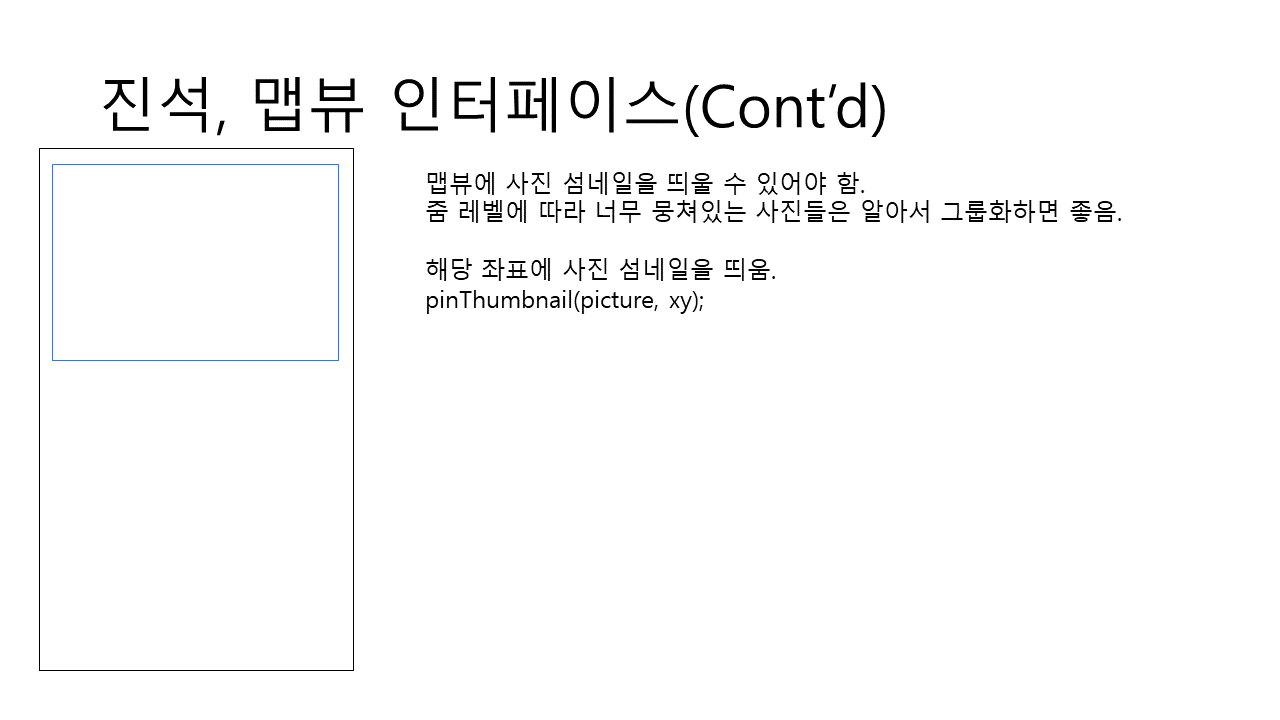 진석, 맵뷰 인터페이스(Cont’d)
맵뷰에 사진 섬네일을 띄울 수 있어야 함.
줌 레벨에 따라 너무 뭉쳐있는 사진들은 알아서 그룹화하면 좋음.
해당 좌표에 사진 섬네일을 띄움.
pinThumbnail(picture, xy);